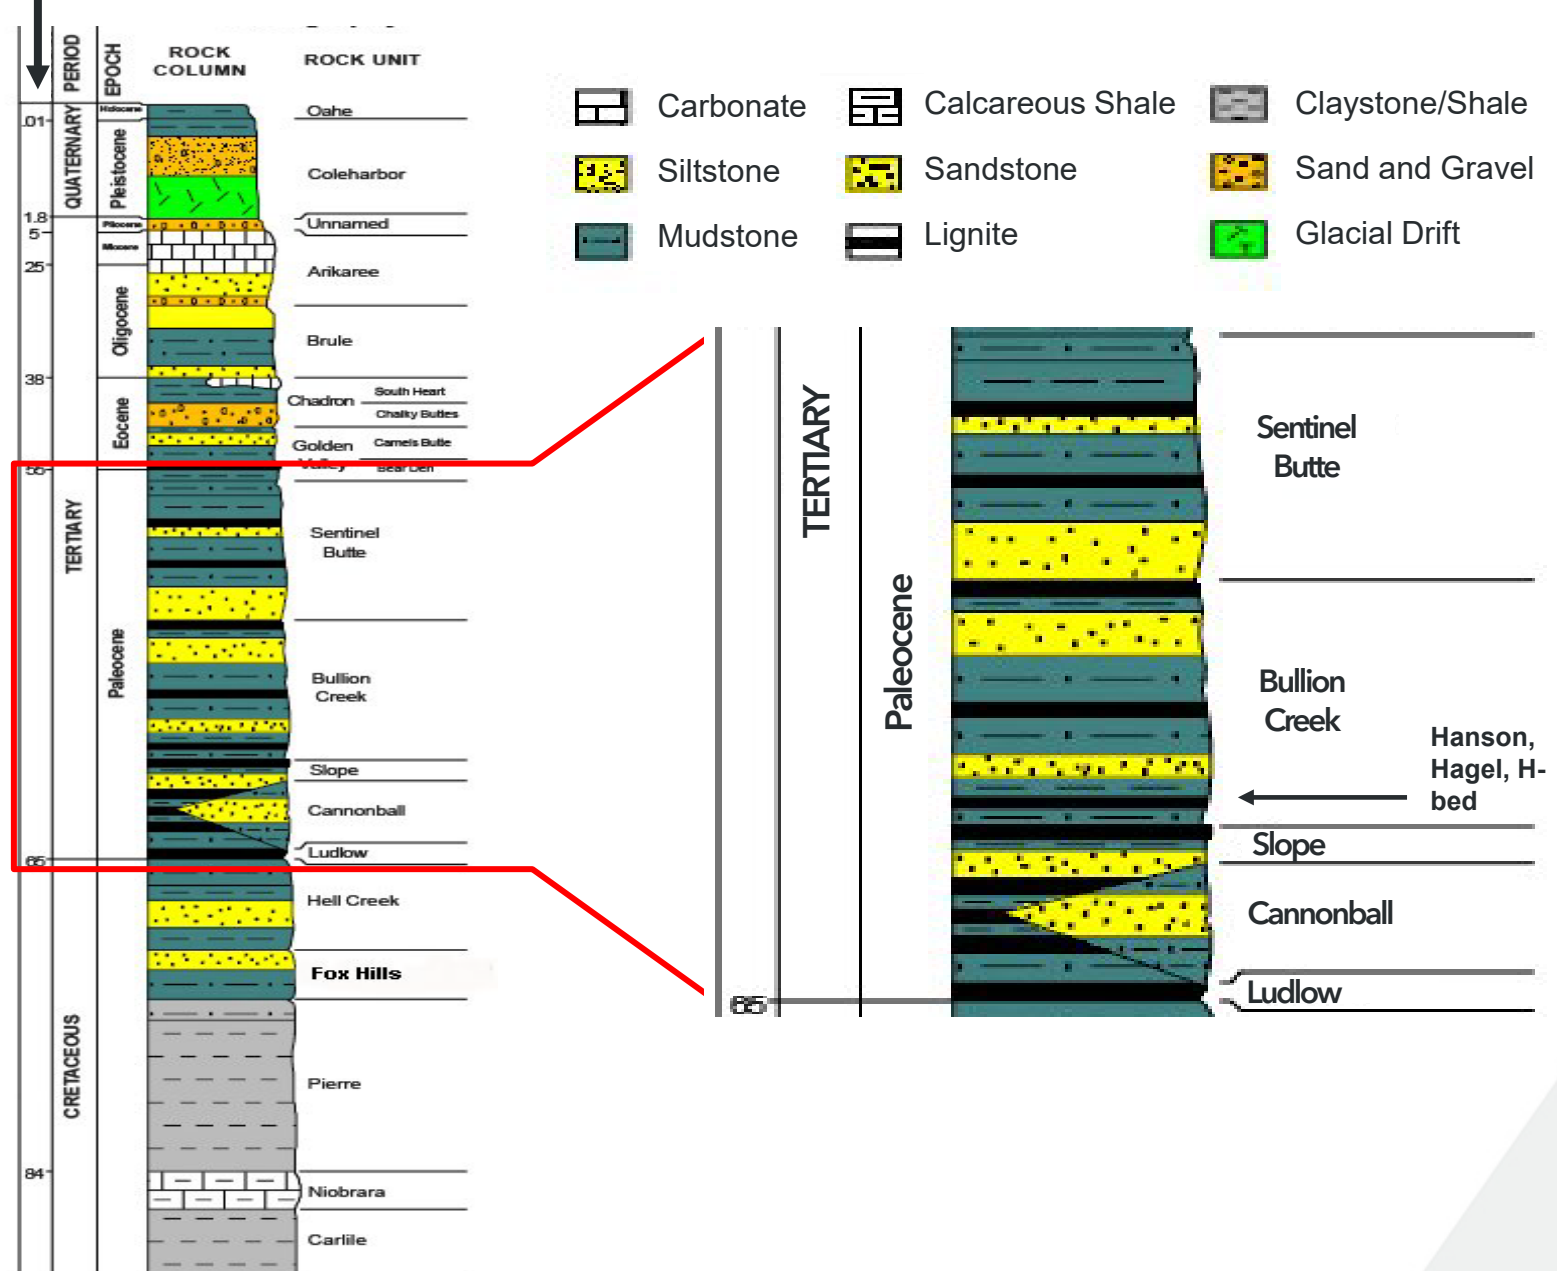 PERIOD
EPOCH
ROCK
COLUMN
ROCK UNIT
.01
1.8
5
25
38
65
84
QUATERNARY
TERTIARY
CRETACEOUS
Holocene
Pleistocene
Pliocene
Miocene
Oligocene
Eocene
Paleocene
Oahe
Coleharbor
Unnamed
Arikaree
Brule
Chadron
South Heart
Chalky Buttes
Golden
Valley
Camels Butte
Bear Den
Sentinel
Butte
Bullion
Creek
Slope
Cannonball
Ludlow
Hell Creek
Fox Hills
Pierre
Niobrara
Carlile
Carbonate
Calcareous Shale
Claystone/Shale
Siltstone
Sandstone
Sand and Gravel
Mudstone
Lignite
Glacial Drift
TERTIARY
Paleocene
65
Sentinel
Butte
Bullion
Creek
Hanson,
Hagel, H-
bed
Slope
Cannonball
Ludlow